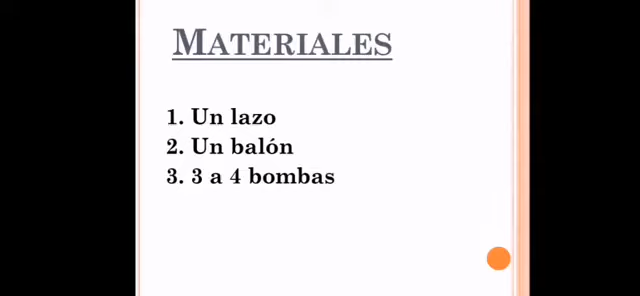 MATERIALES
1. Un lazo
2. Un balón
3. 3 a 4 bombas